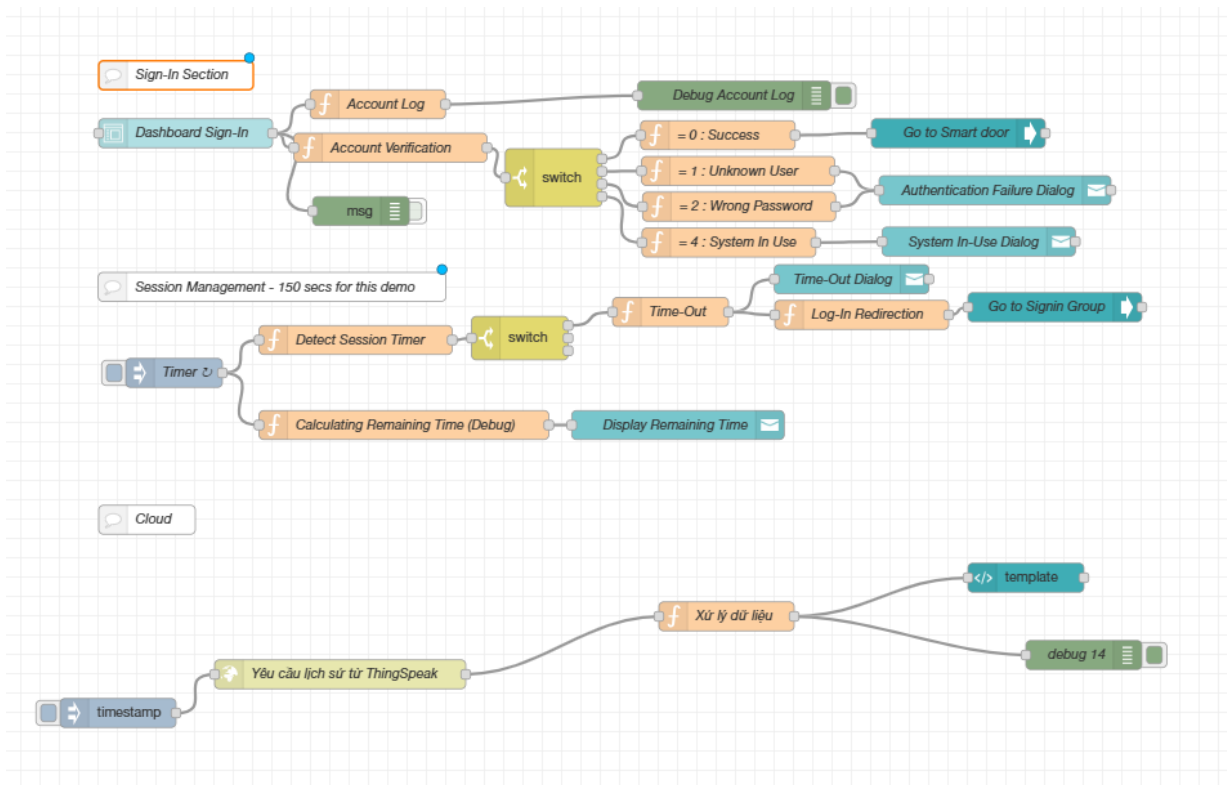 Sign-In Section
Account Log
Debug Account Log
Dashboard Sign-In
Account Verification
switch
= 0 : Success
Go to Smart door
= 1 : Unknown User
Authentication Failure Dialog
msg
= 2 : Wrong Password
= 4 : System In Use
System In-Use Dialog
Session Management - 150 secs for this demo
Time-Out Dialog
Time-Out
Log-In Redirection
Go to Signin Group
Detect Session Timer
switch
Timer ↻
Calculating Remaining Time (Debug)
Display Remaining Time
Cloud
template
Xử lý dữ liệu
debug 14
Yêu cầu lịch sử từ ThingSpeak
timestamp